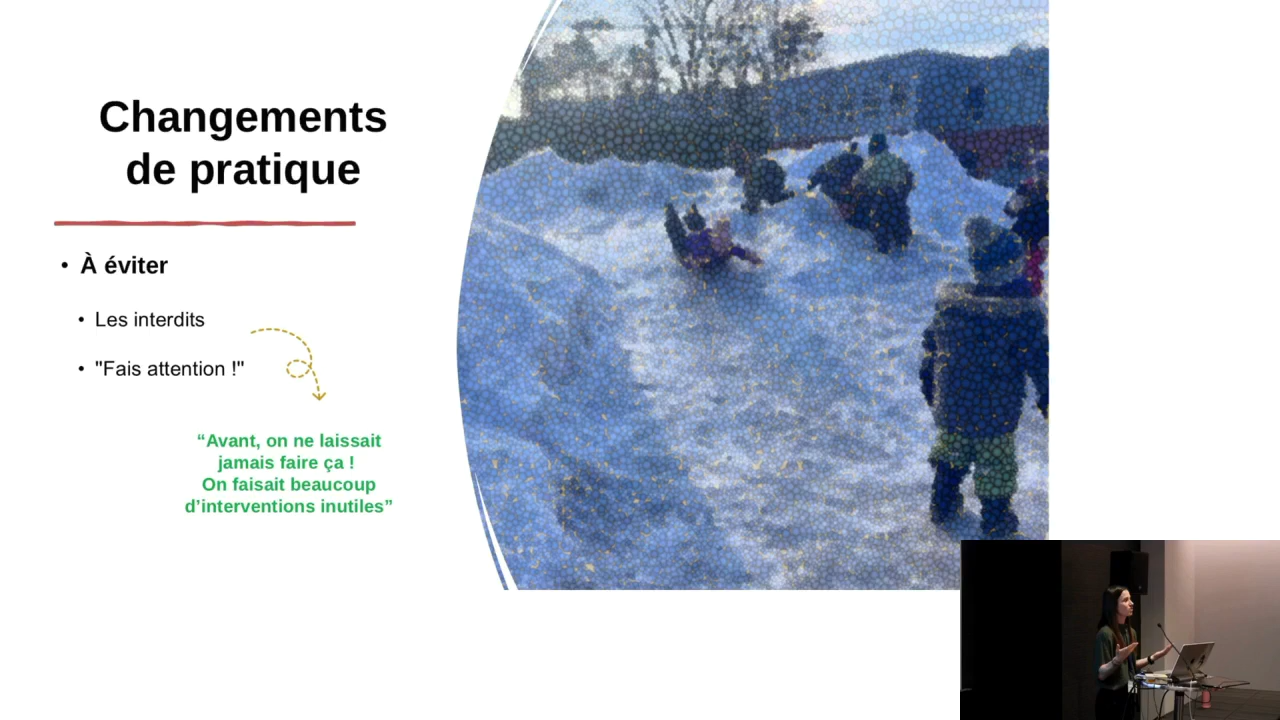 Changements
de pratique
• À éviter
• Les interdits
• "Fais attention !"
“Avant, on ne laissait
jamais faire ça !
On faisait beaucoup
d’interventions inutiles”